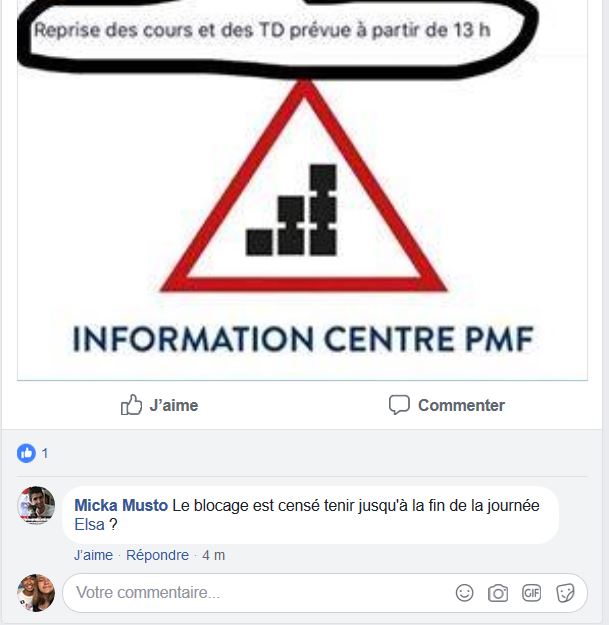 Reprise des cours et des TD prévue à partir de 13 h
INFORMATION CENTRE PMF
J'aime
Commenter
1
Micka Musto Le blocage est censé tenir jusqu'à la fin de la journée
Elsa ?
J'aime · Répondre · 4 m
Votre commentaire...
GIF